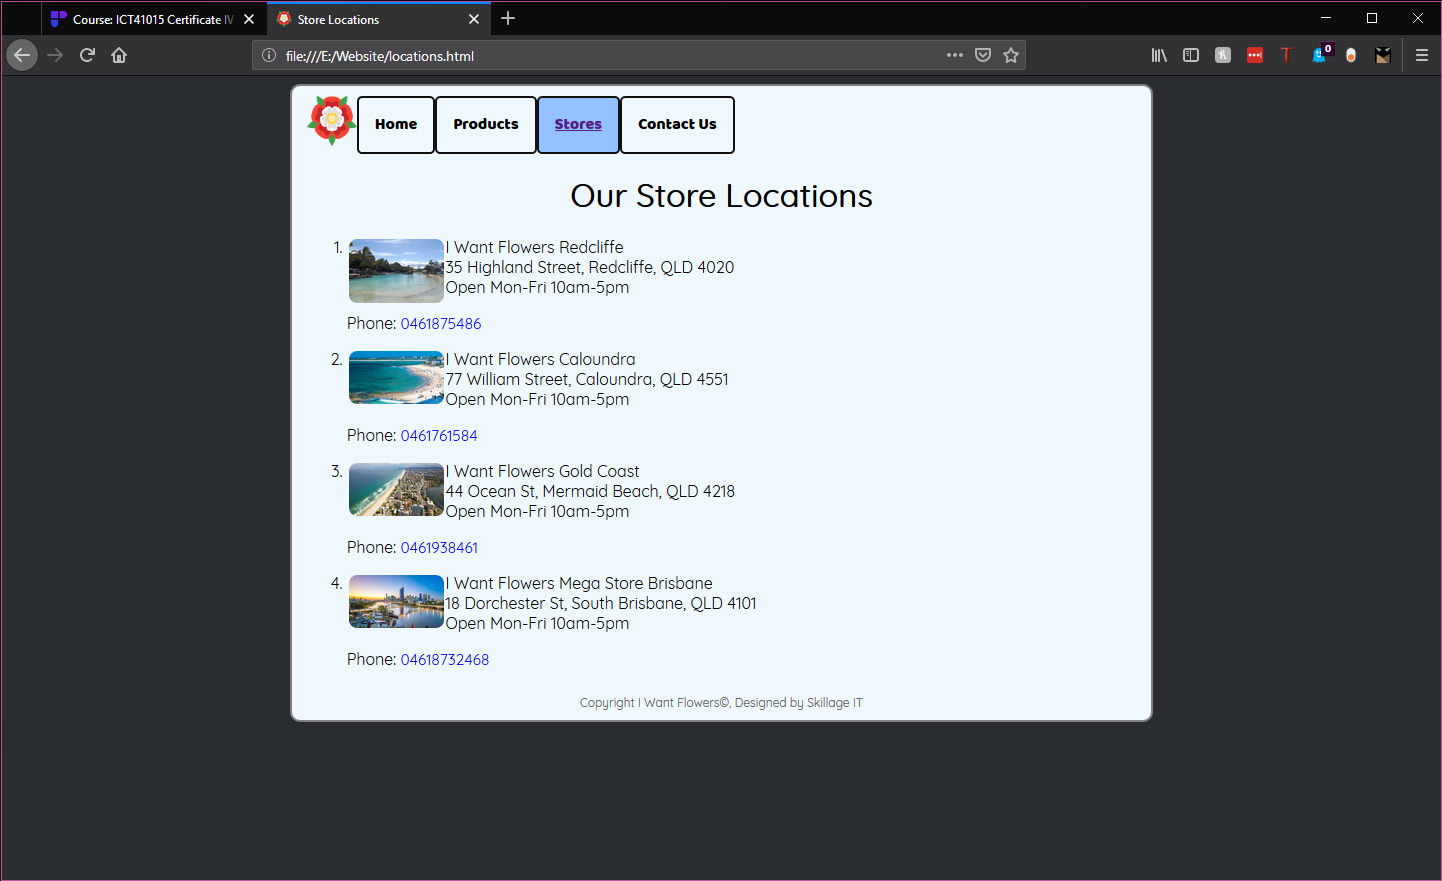 Course: ICT41015 Certificate IV
Store Locations
file:///E:/Website/locations.html
0
Home
Products
Stores
Contact Us
Our Store Locations
1.
I Want Flowers Redcliffe
35 Highland Street, Redcliffe, QLD 4020
Open Mon-Fri 10am-5pm
Phone: 0461875486
2.
I Want Flowers Caloundra
77 William Street, Caloundra, QLD 4551
Open Mon-Fri 10am-5pm
Phone: 0461761584
3.
I Want Flowers Gold Coast
44 Ocean St, Mermaid Beach, QLD 4218
Open Mon-Fri 10am-5pm
Phone: 0461938461
4.
I Want Flowers Mega Store Brisbane
18 Dorchester St, South Brisbane, QLD 4101
Open Mon-Fri 10am-5pm
Phone: 04618732468
Copyright I Want Flowers©, Designed by Skillage IT